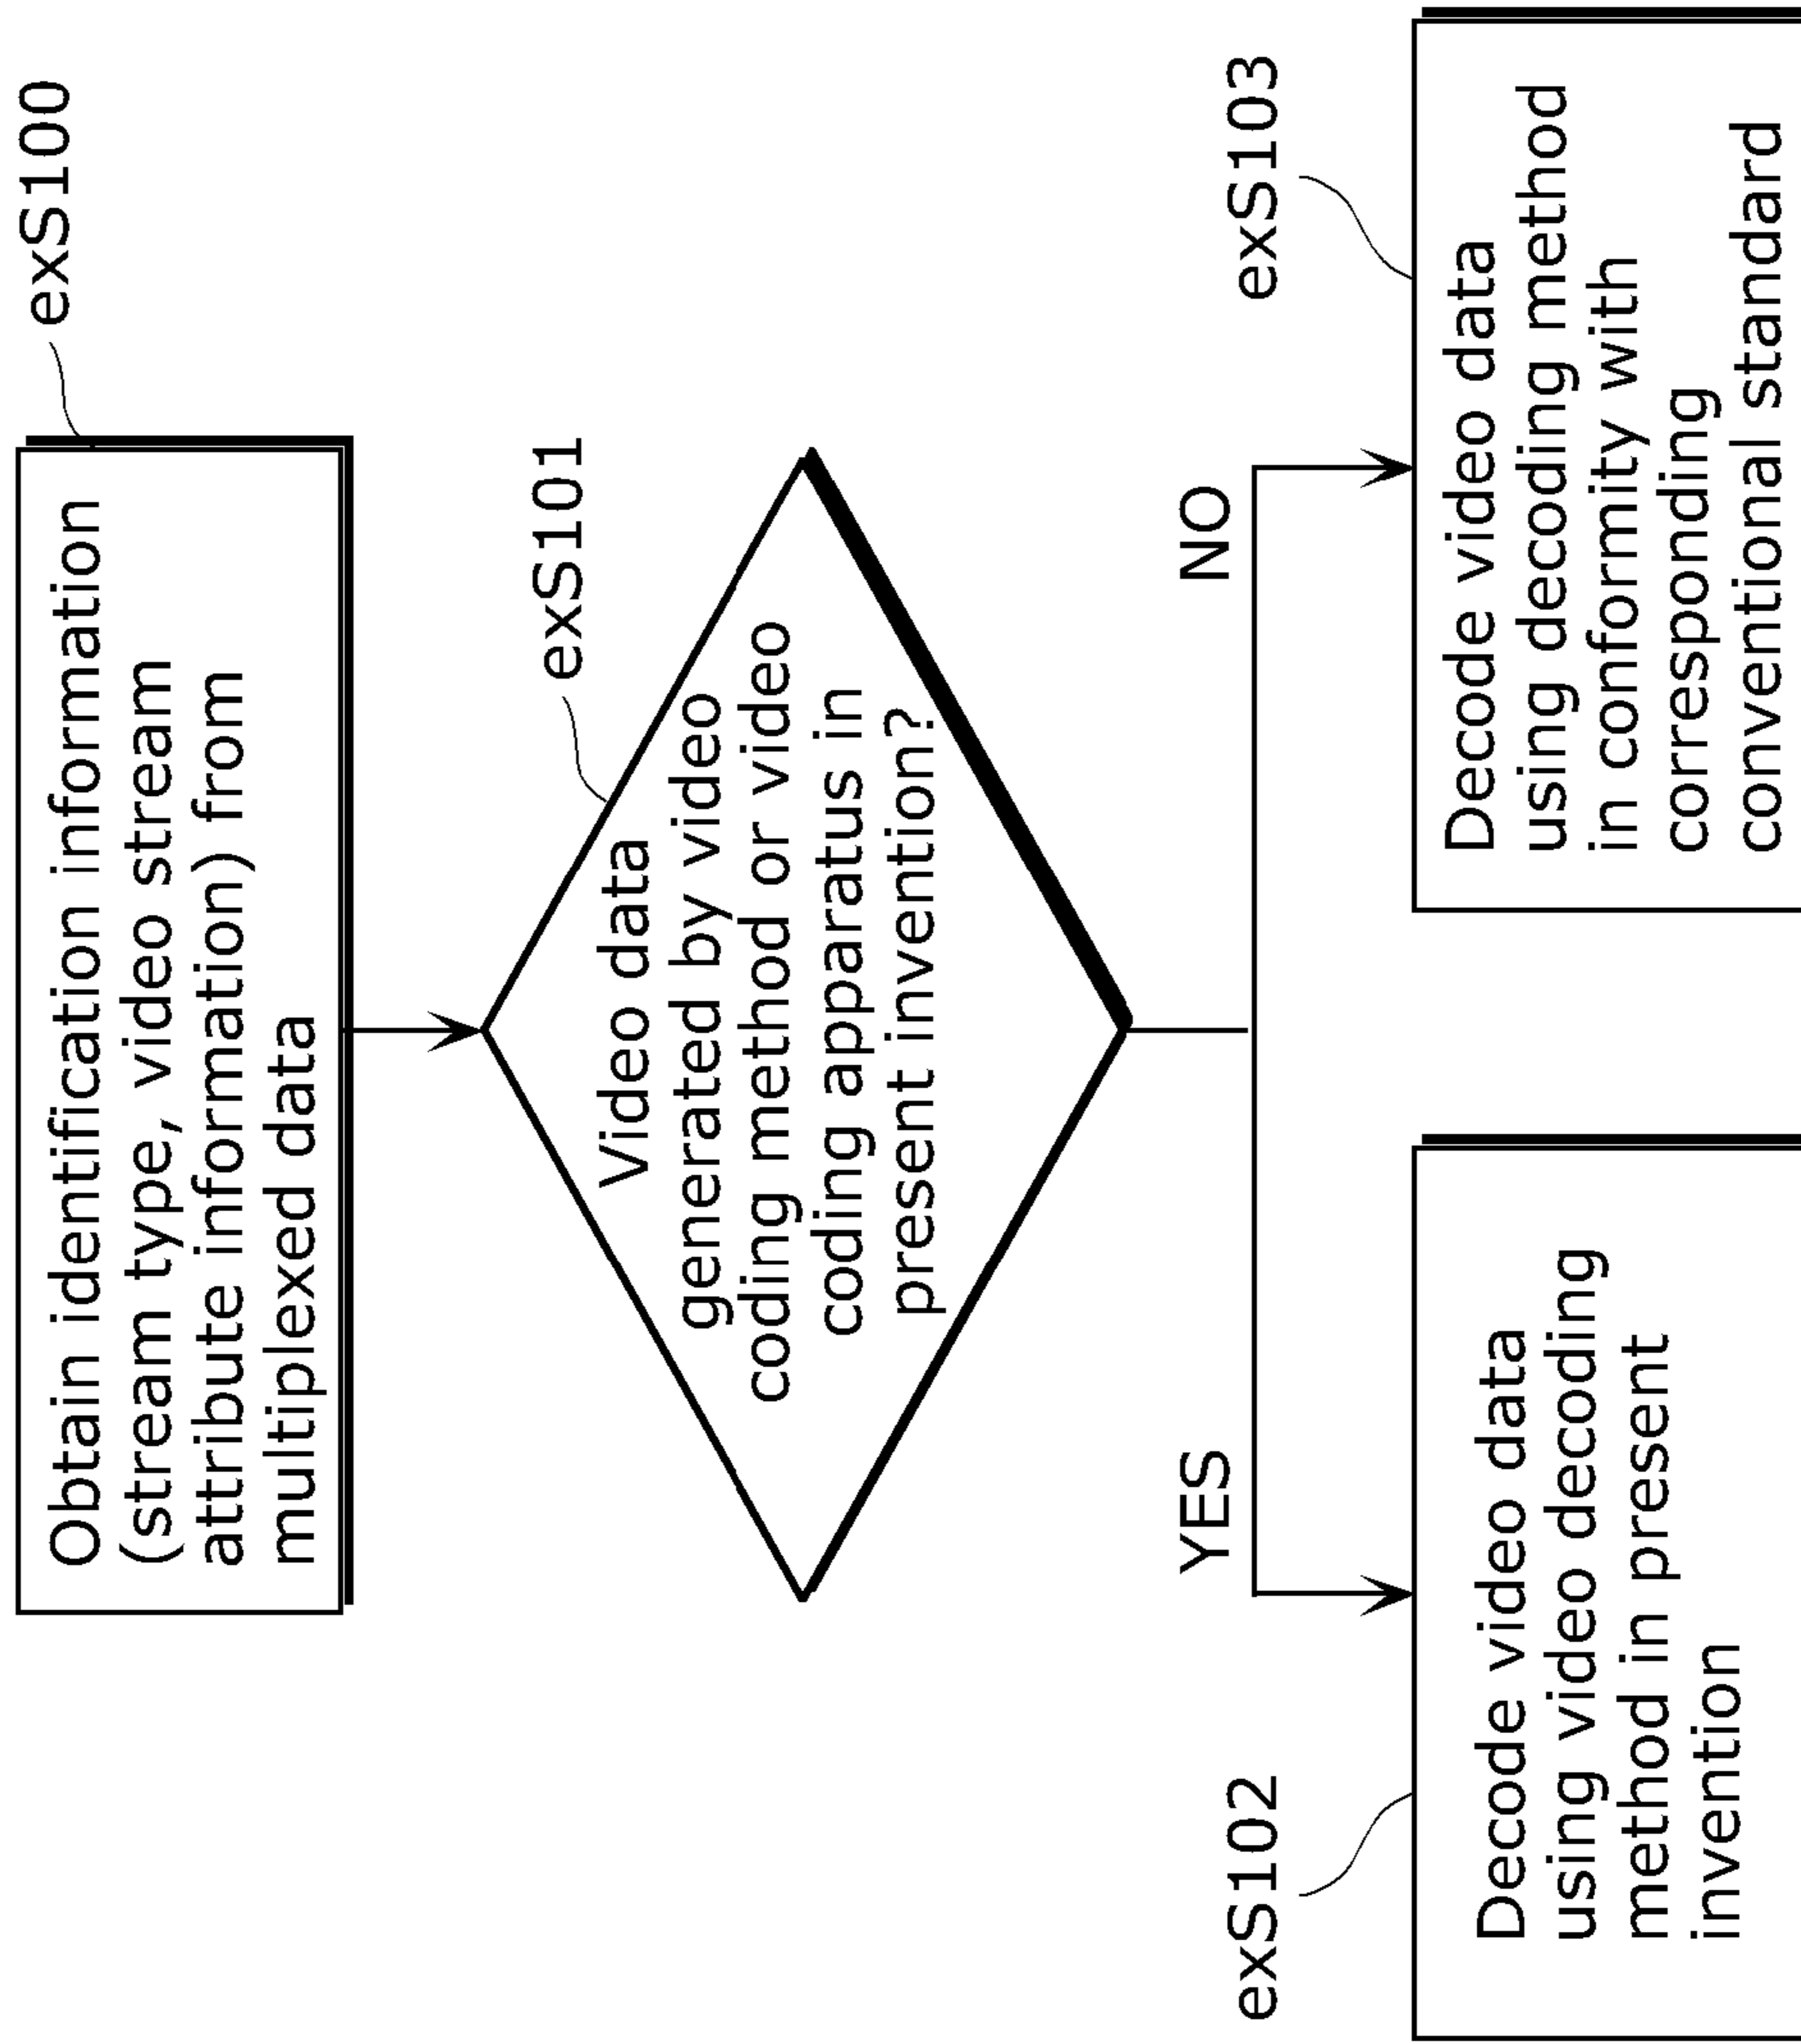 exS100
Obtain identification information
(stream type, video stream
attribute information) from
multiplexed data
exS101
Video data
generated by video
coding method or video
coding apparatus in
present invention?
YES
NO
exS102
Decode video data
using video decoding
method in present
invention
exS103
Decode video data
using decoding method
in conformity with
corresponding
conventional standard